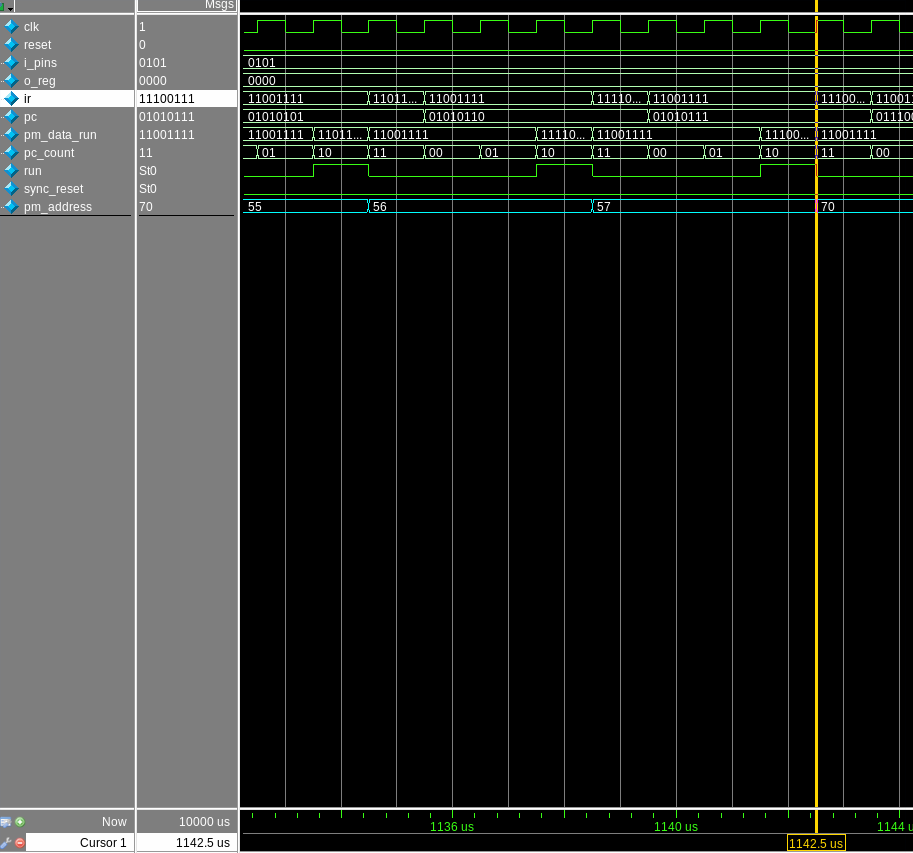 Msgs
clk 1
reset 0
i_pins 0101 0101
o_reg 0000 0000
ir 11100111 11001111 11011... 11001111 11110... 11001111 11100... 11001
pc 01010111 01010101 01010110 01010111 011100
pm_data_run 11001111 11001111 11011... 11001111 11110... 11001111 11100... 11001111
pc_count 11 01 10 11 00 01 10 11 00 01 10 11 00
run St0
sync_reset St0
pm_address 70 55 56 57 70
Now 10000 us 1136 us 1140 us 1144 u
Cursor 1 1142.5 us 1142.5 us